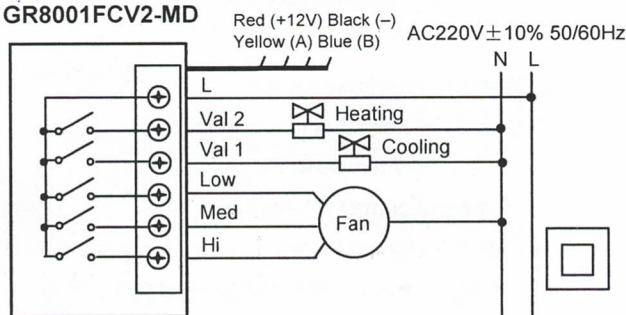 GR8001FCV2-MD
Red (+12V) Black (–)
Yellow (A) Blue (B)
AC220V±10% 50/60Hz
N L
L
Val 2 Heating
Val 1 Cooling
Low
Med
Fan
Hi